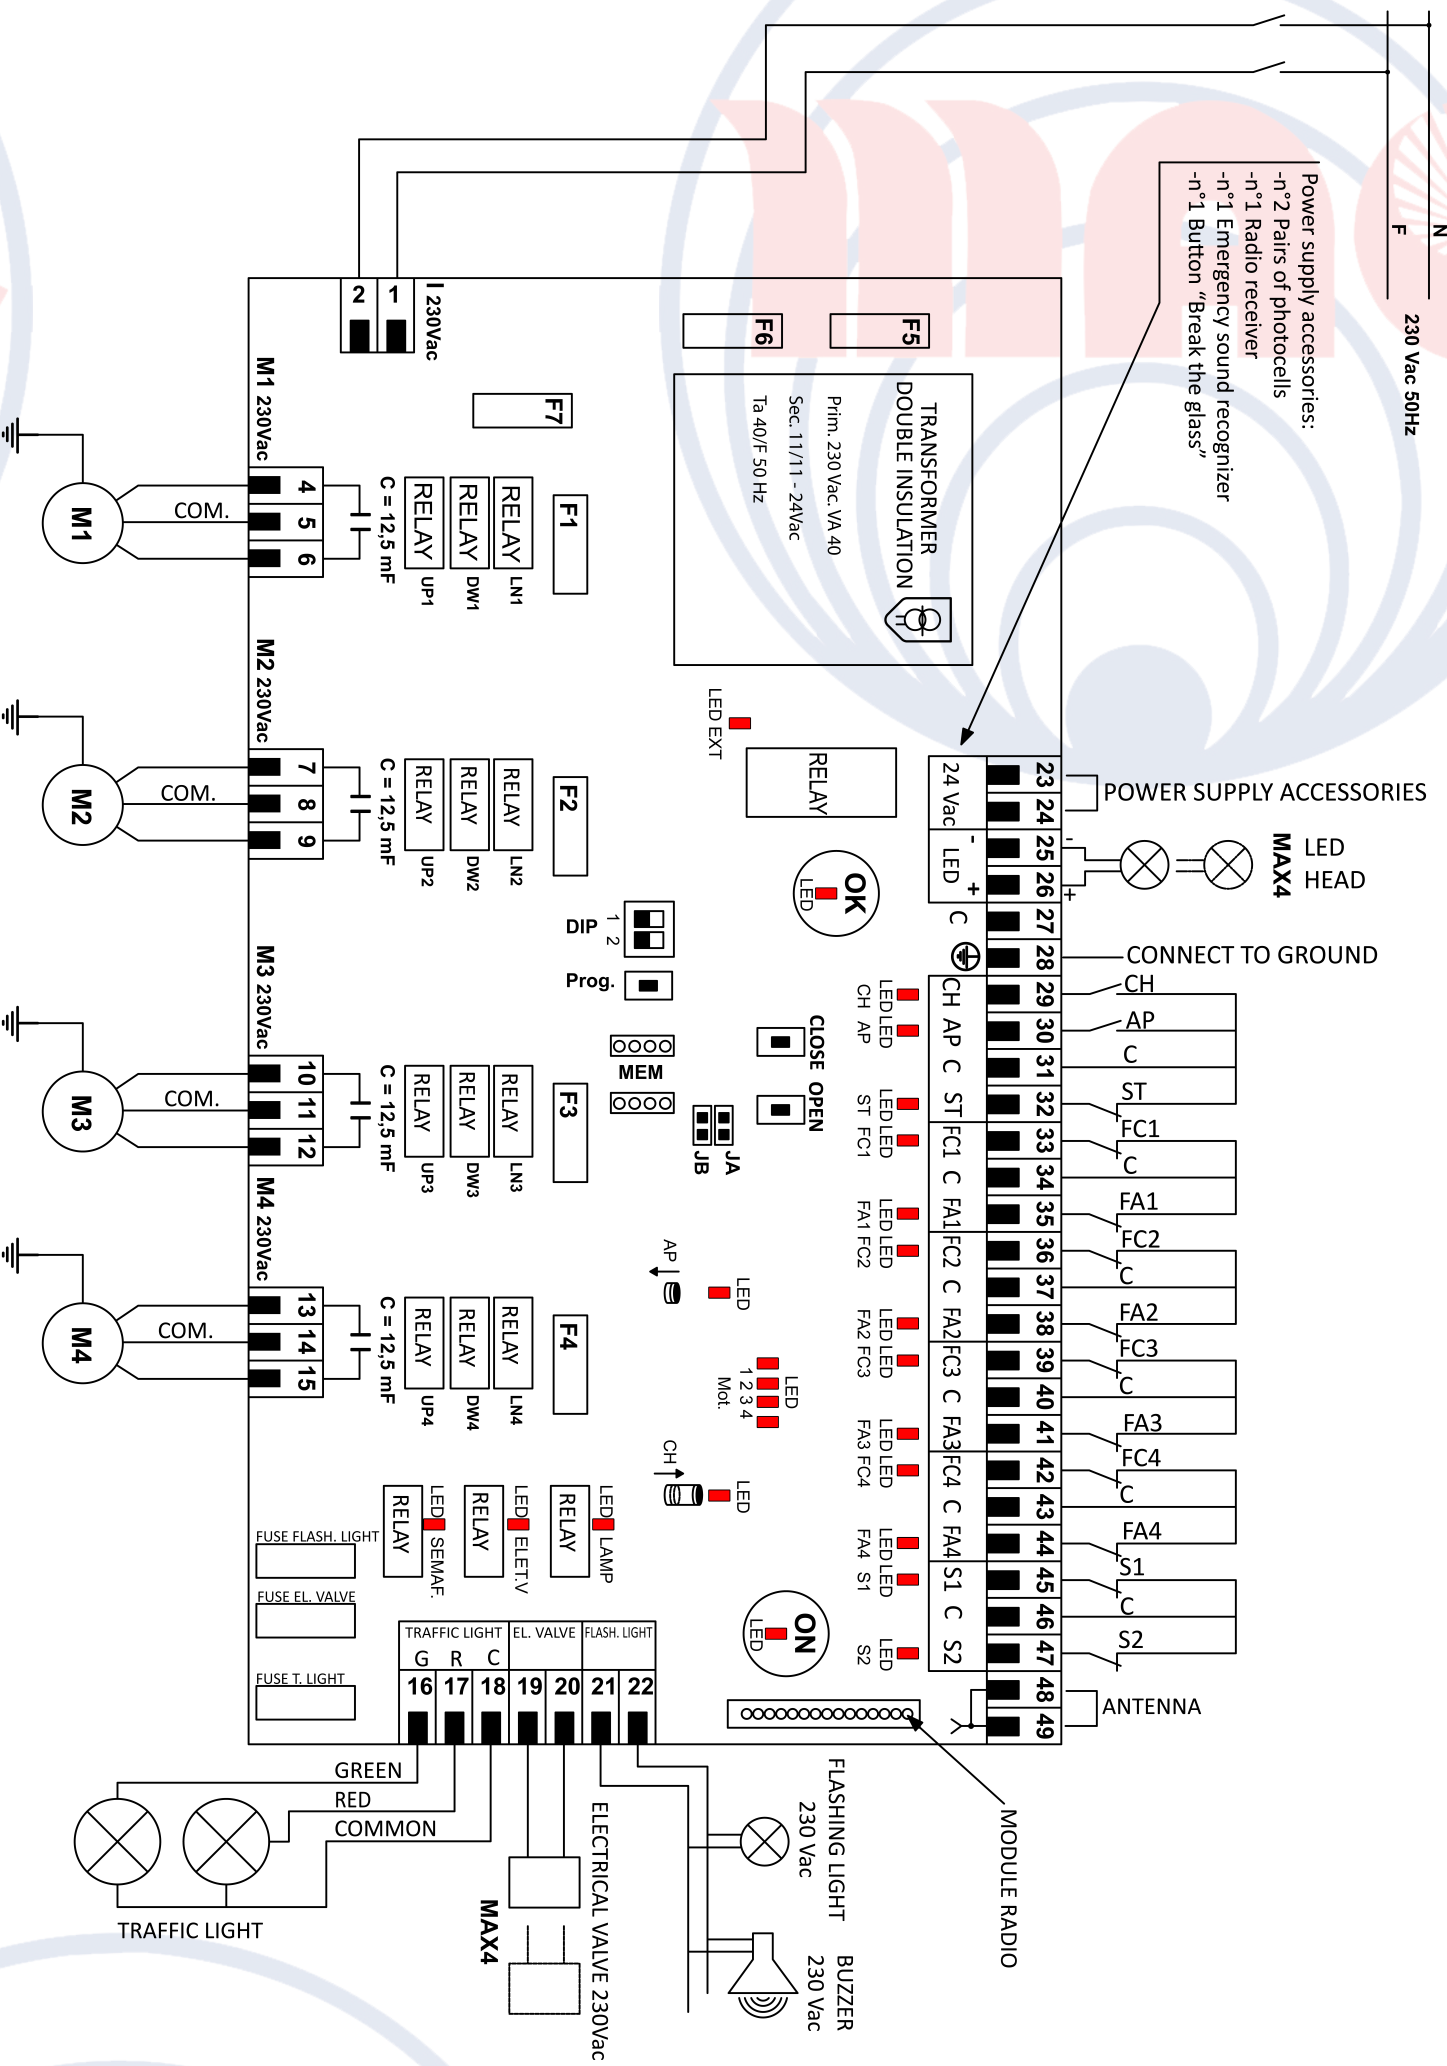 N
F
230 Vac 50Hz
Power supply accessories:
-n°2 Pairs of photocells
-n°1 Radio receiver
-n°1 Emergency sound recognizer
-n°1 Button "Break the glass"
2
1
I 230Vac
F6
F5
F7
TRANSFORMER
DOUBLE INSULATION
Prim. 230 Vac. VA 40
Sec. 11/11 - 24Vac
Ta 40/F 50 Hz
M1 230Vac
M1
COM.
4
5
6
C = 12,5 mF
RELAY
UP1
RELAY
DW1
RELAY
LN1
F1
M2 230Vac
M2
COM.
7
8
9
C = 12,5 mF
RELAY
UP2
RELAY
DW2
RELAY
LN2
F2
M3 230Vac
M3
COM.
10
11
12
C = 12,5 mF
RELAY
UP3
RELAY
DW3
RELAY
LN3
F3
M4 230Vac
M4
COM.
13
14
15
C = 12,5 mF
RELAY
UP4
RELAY
DW4
RELAY
LN4
F4
LED EXT
RELAY
OK
LED
DIP
1 2
Prog.
MEM
CLOSE
OPEN
JB
JA
AP
LED
LED
1 2 3 4
Mot.
CH
LED
ON
LED
24 Vac
- LED +
C
CH
AP
C
ST
FC1
C
FA1
FC2
C
FA2
FC3
C
FA3
FC4
C
FA4
S1
C
S2
LED CH
LED AP
LED ST
LED FC1
LED FA1
LED FC2
LED FA2
LED FC3
LED FA3
LED FC4
LED FA4
LED S1
LED S2
23
24
25
26
27
28
29
30
31
32
33
34
35
36
37
38
39
40
41
42
43
44
45
46
47
48
49
POWER SUPPLY ACCESSORIES
-
+
MAX4
LED
HEAD
CONNECT TO GROUND
CH
AP
C
ST
FC1
C
FA1
FC2
C
FA2
FC3
C
FA3
FC4
C
FA4
S1
C
S2
ANTENNA
MODULE RADIO
RELAY
LED SEMAF.
RELAY
LED ELET.V
RELAY
LED LAMP
FUSE FLASH. LIGHT
FUSE EL. VALVE
FUSE T. LIGHT
TRAFFIC LIGHT
EL. VALVE
FLASH. LIGHT
G R C
16 17 18 19 20 21 22
GREEN
RED
COMMON
TRAFFIC LIGHT
ELECTRICAL VALVE 230Vac
MAX4
FLASHING LIGHT
230 Vac
BUZZER
230 Vac